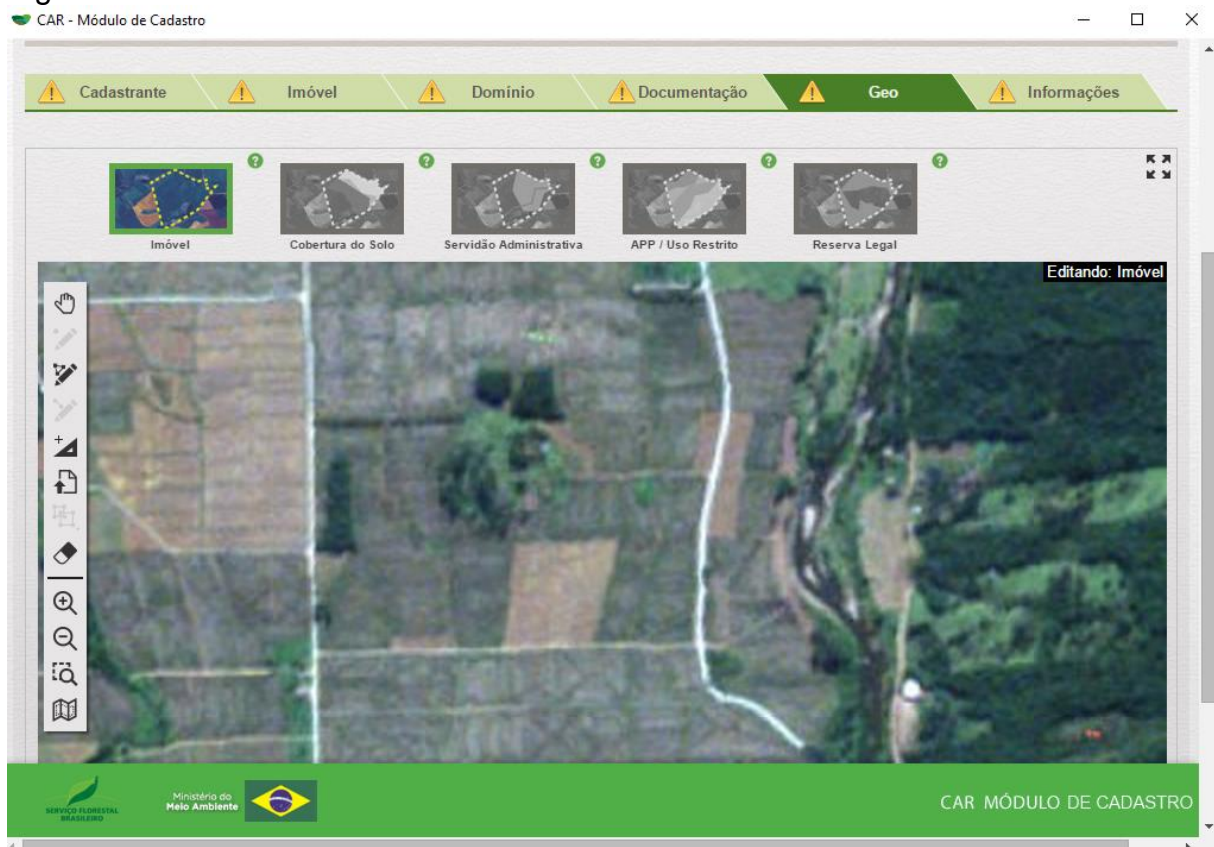 CAR - Módulo de Cadastro
Cadastrante
Imóvel
Domínio
Documentação
Geo
Informações
Imóvel
Cobertura do Solo
Servidão Administrativa
APP / Uso Restrito
Reserva Legal
Editando: Imóvel
SERVIÇO FLORESTAL
BRASILEIRO
Ministério do
Meio Ambiente
CAR MÓDULO DE CADASTRO